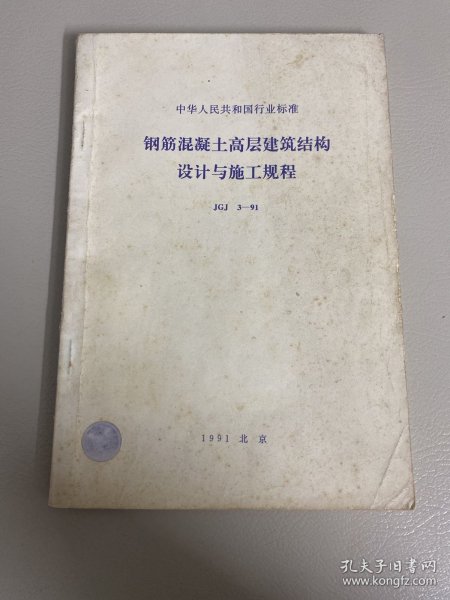 中华人民共和国行业标准
钢筋混凝土高层建筑结构
设计与施工规程
JGJ 3—91
1991 北京
孔夫子旧书网
www.kongfz.com